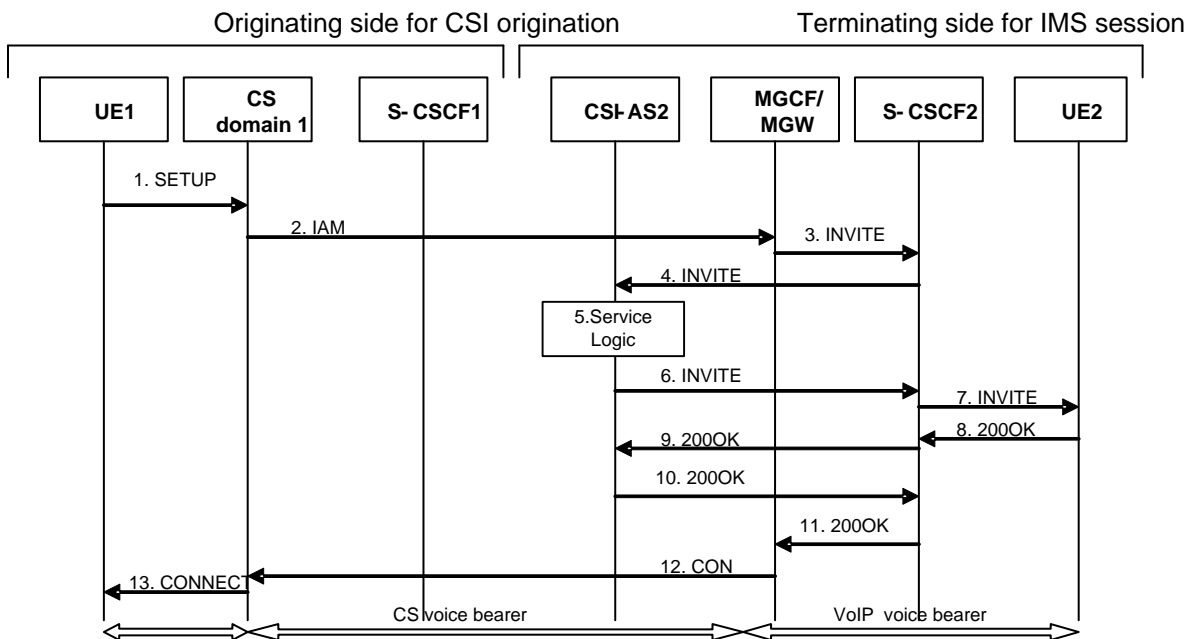 Originating side for CSI origination
Terminating side for IMS session
UE1
CS
domain 1
S- CSCF1
CSI-AS2
MGCF/
MGW
S- CSCF2
UE2
1. SETUP
2. IAM
3. INVITE
4. INVITE
5.Service
Logic
6. INVITE
7. INVITE
8. 200OK
9. 200OK
10. 200OK
11. 200OK
12. CON
13. CONNECT
CS voice bearer
VoIP voice bearer